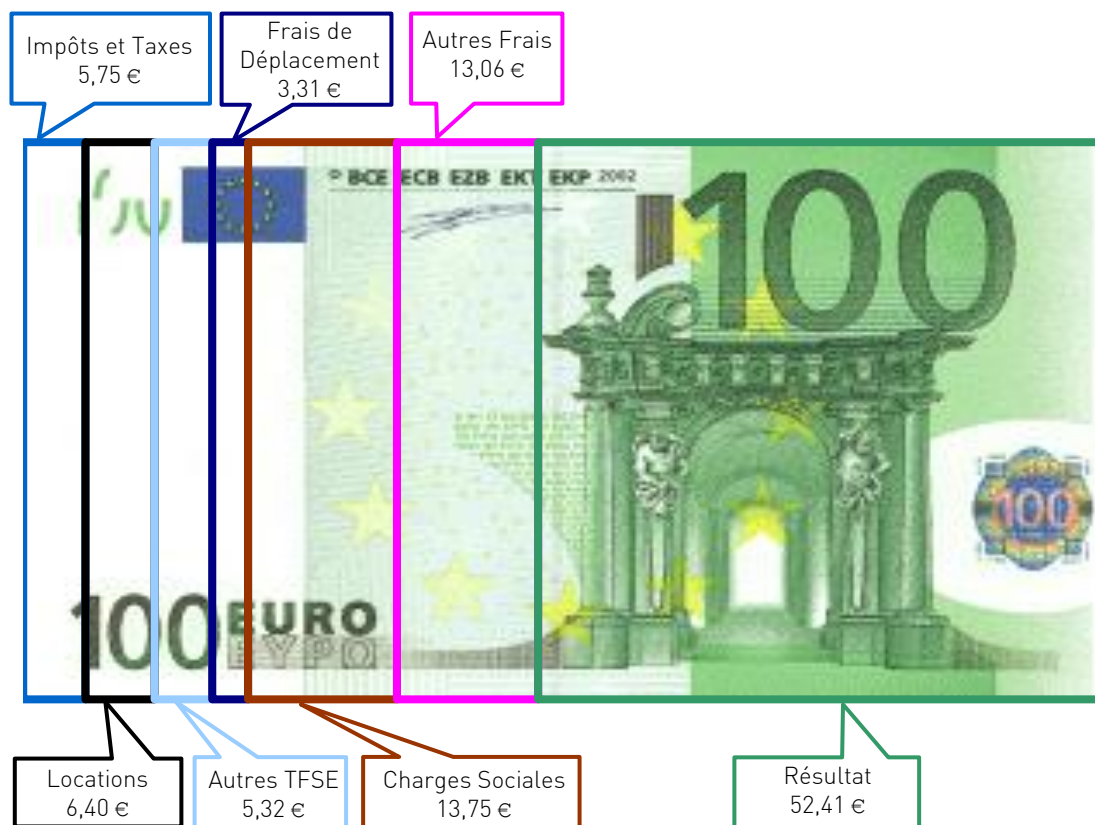 Impôts et Taxes
5,75 €
Frais de
Déplacement
3,31 €
Autres Frais
13,06 €
© BCE ECB EZB EKT EKP 2002
100
100
100 EURO
ΕΥΡΩ
Locations
6,40 €
Autres TFSE
5,32 €
Charges Sociales
13,75 €
Résultat
52,41 €